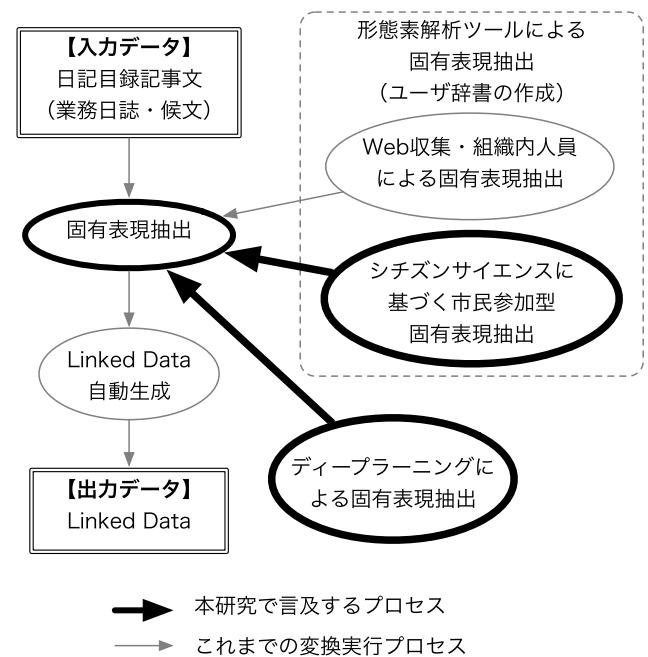 【入力データ】
日記目録記事文
（業務日誌・候文）
形態素解析ツールによる
固有表現抽出
（ユーザ辞書の作成）
Web収集・組織内人員
による固有表現抽出
固有表現抽出
シチズンサイエンスに
基づく市民参加型
固有表現抽出
Linked Data
自動生成
ディープラーニングに
よる固有表現抽出
【出力データ】
Linked Data
本研究で言及するプロセス
これまでの変換実行プロセス